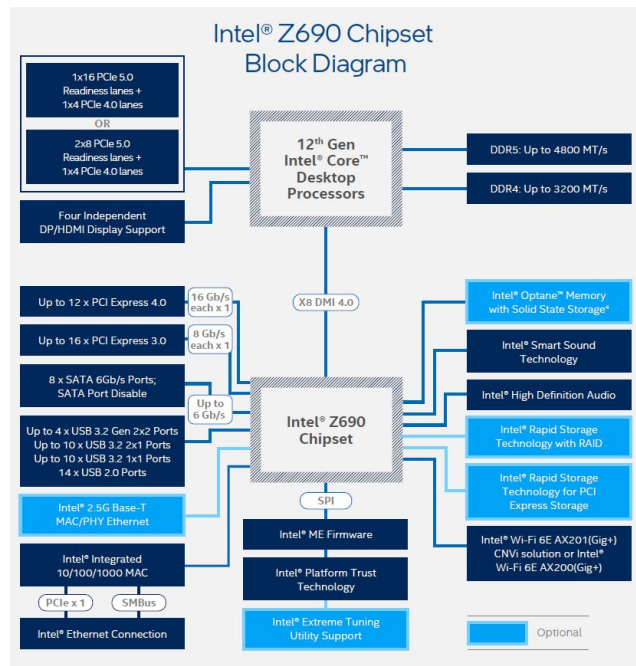 Intel® Z690 Chipset
Block Diagram
1x16 PCIe 5.0
Readiness lanes +
1x4 PCIe 4.0 lanes
OR
2x8 PCIe 5.0
Readiness lanes +
1x4 PCIe 4.0 lanes
Four Independent
DP/HDMI Display Support
12th Gen
Intel® Core™
Desktop
Processors
DDR5: Up to 4800 MT/s
DDR4: Up to 3200 MT/s
X8 DMI 4.0
Up to 12 x PCI Express 4.0
16 Gb/s
each x 1
Up to 16 x PCI Express 3.0
8 Gb/s
each x 1
8 x SATA 6Gb/s Ports;
SATA Port Disable
Up to
6 Gb/s
Up to 4 x USB 3.2 Gen 2x2 Ports
Up to 10 x USB 3.2 2x1 Ports
Up to 10 x USB 3.2 1x1 Ports
14 x USB 2.0 Ports
Intel® 2.5G Base-T
MAC/PHY Ethernet
Intel® Integrated
10/100/1000 MAC
PCIe x 1
SMBus
Intel® Ethernet Connection
Intel® Z690
Chipset
SPI
Intel® ME Firmware
Intel® Platform Trust
Technology
Intel® Extreme Tuning
Utility Support
Intel® Optane™ Memory
with Solid State Storage⁴
Intel® Smart Sound
Technology
Intel® High Definition Audio
Intel® Rapid Storage
Technology with RAID
Intel® Rapid Storage
Technology for PCI
Express Storage
Intel® Wi-Fi 6E AX201(Gig+)
CNVi solution or Intel®
Wi-Fi 6E AX200(Gig+)
Optional